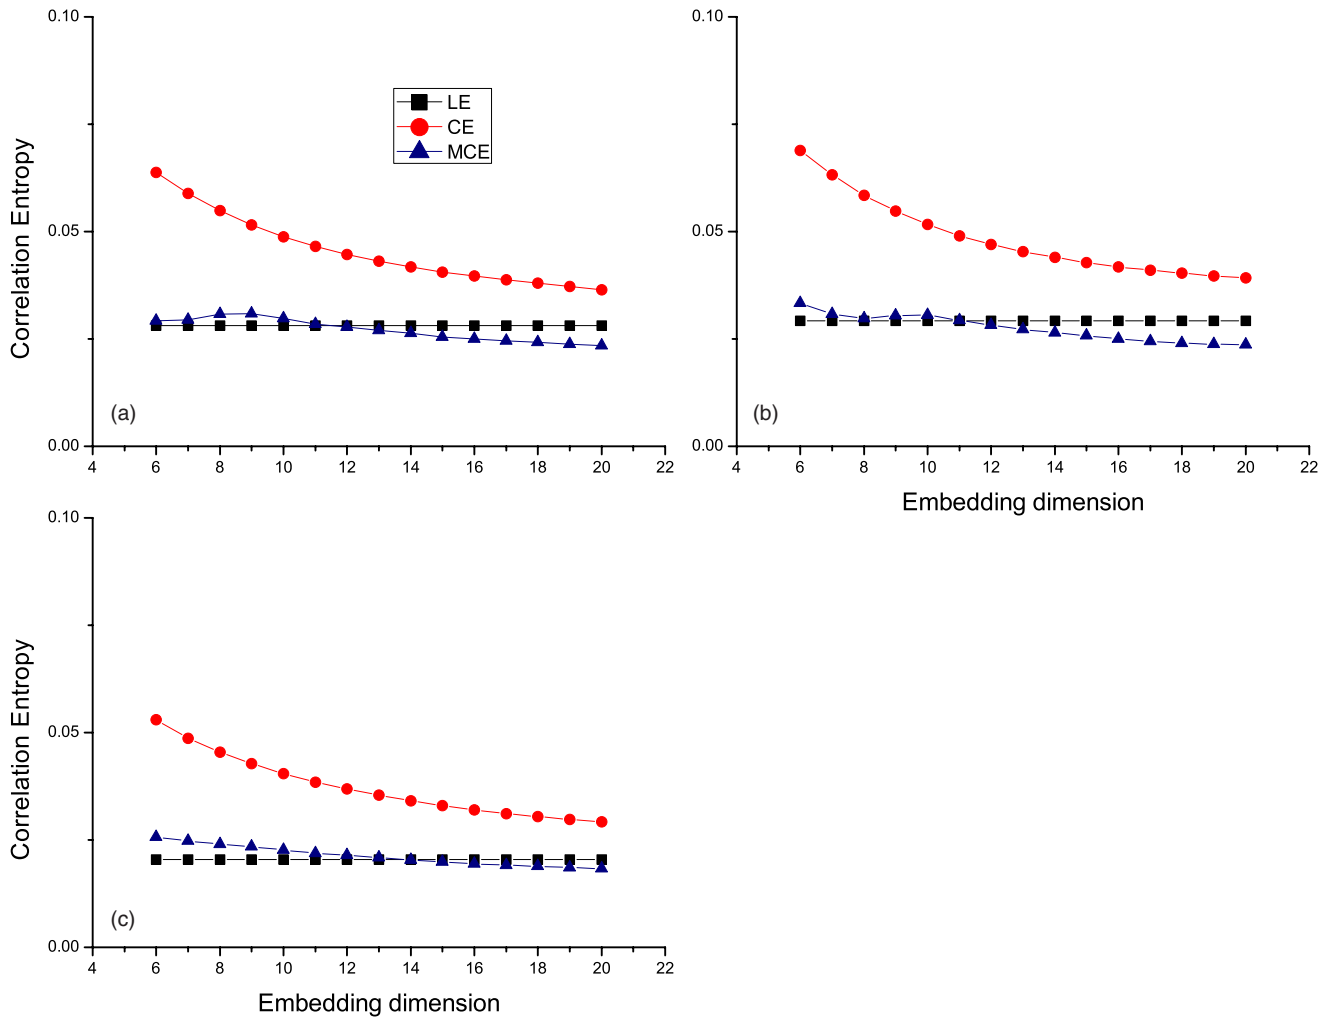 0.10
0.05
0.00
Correlation Entropy
LE
CE
MCE
(a)
4 6 8 10 12 14 16 18 20 22
0.10
0.05
0.00
(b)
4 6 8 10 12 14 16 18 20 22
Embedding dimension
0.10
0.05
0.00
Correlation Entropy
(c)
4 6 8 10 12 14 16 18 20 22
Embedding dimension